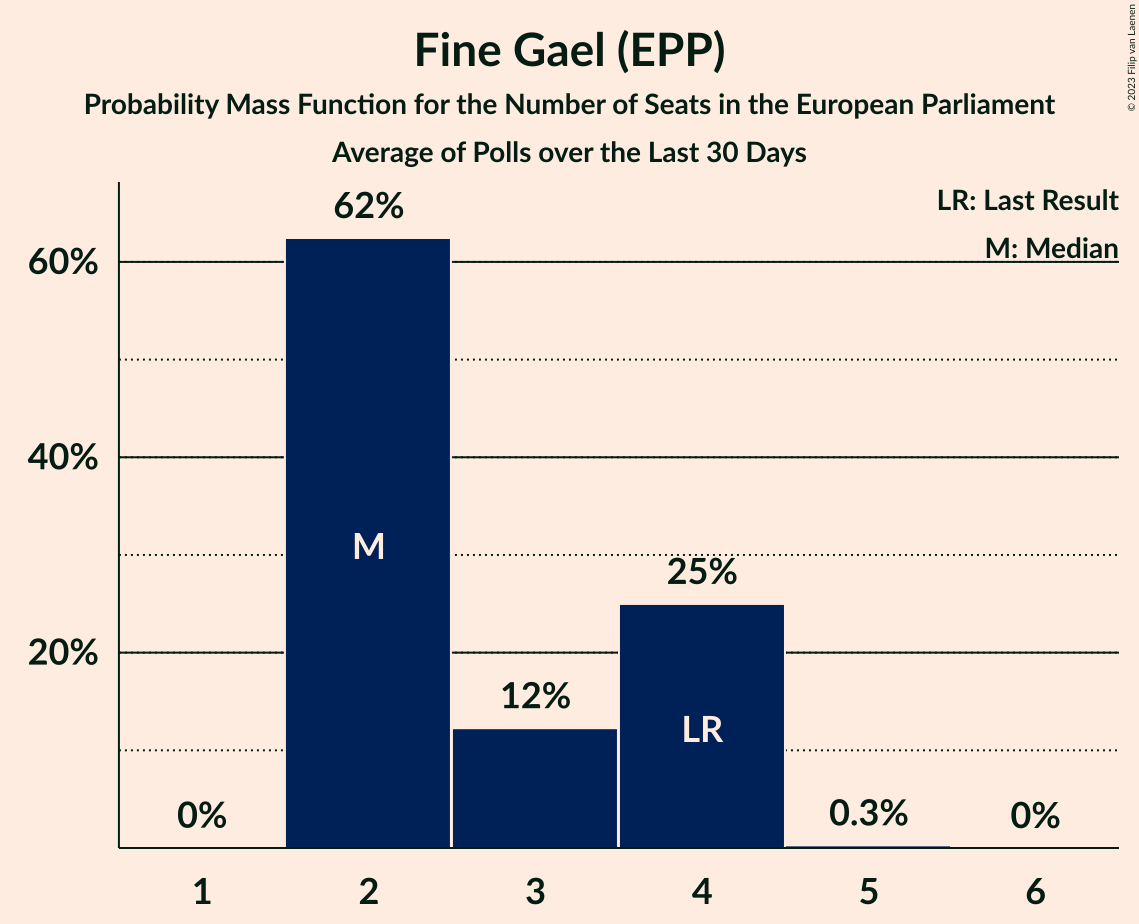 Fine Gael (EPP)
Probability Mass Function for the Number of Seats in the European Parliament
Average of Polls over the Last 30 Days
© 2023 Filip van Laenen
LR: Last Result
M: Median
60%
40%
20%
0%
62%
12%
25%
0.3%
0%
M
LR
1
2
3
4
5
6